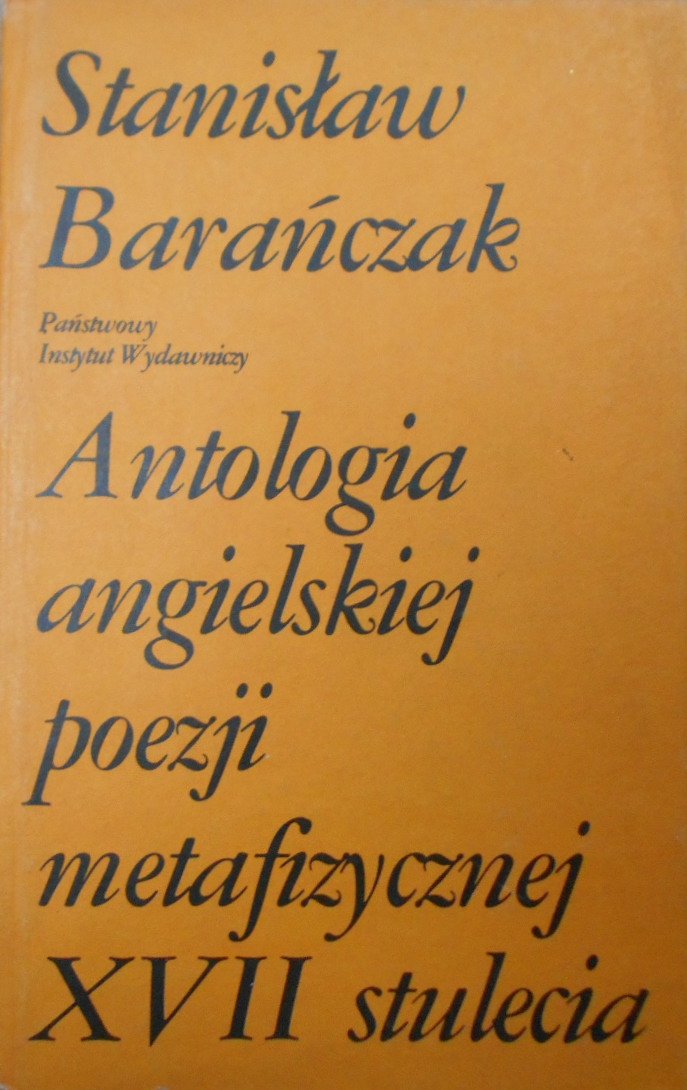 Stanisław
Barańczak
Państwowy
Instytut Wydawniczy
Antologia
angielskiej
poezji
metafizycznej
XVII stulecia